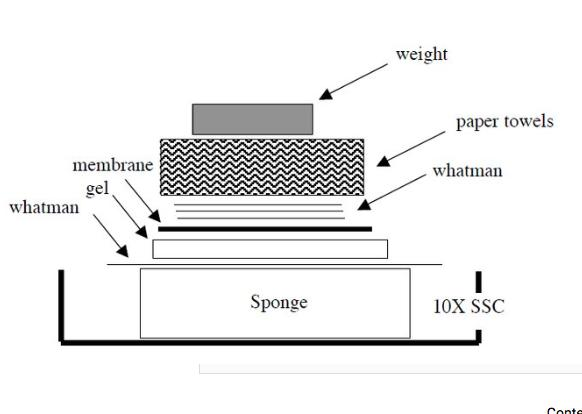 weight
paper towels
membrane
whatman
gel
whatman
Sponge
10X SSC